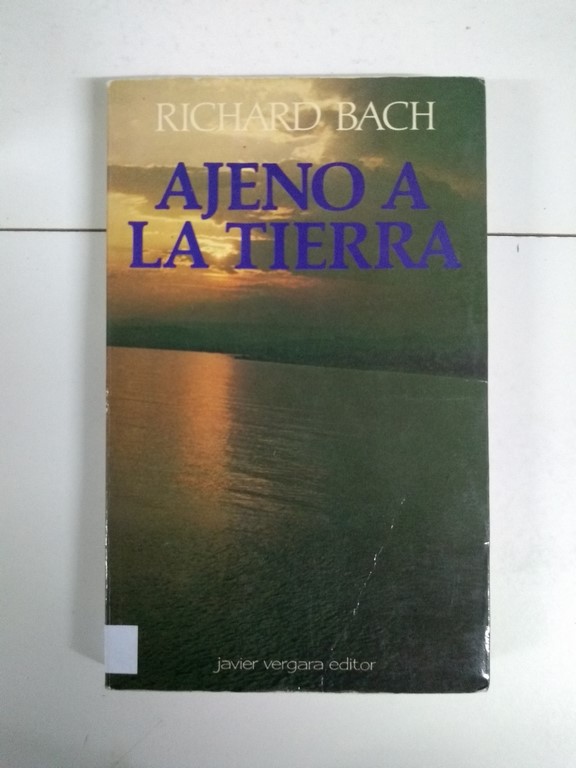 RICHARD BACH
AJENO A
LA TIERRA
javier vergara editor